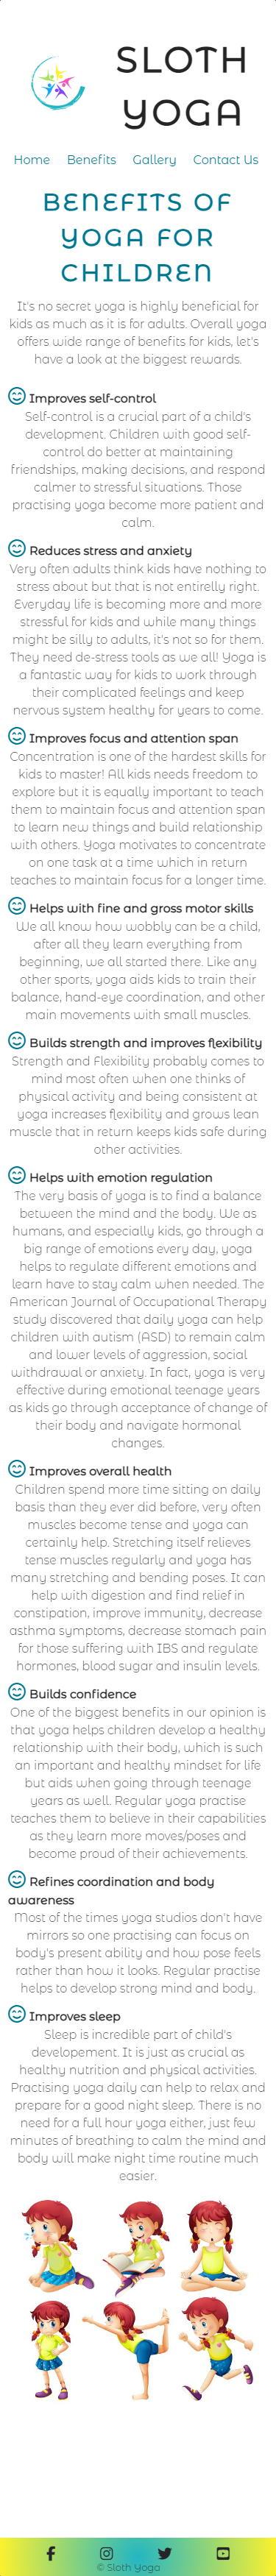 SLOTH
YOGA
Home Benefits Gallery Contact Us
BENEFITS OF
YOGA FOR
CHILDREN
It's no secret yoga is highly beneficial for
kids as much as it is for adults. Overall yoga
offers wide range of benefits for kids, let's
have a look at the biggest rewards.
Improves self-control
Self-control is a crucial part of a child's
development. Children with good self-
control do better at maintaining
friendships, making decisions, and respond
calmer to stressful situations. Those
practising yoga become more patient and
calm.
Reduces stress and anxiety
Very often adults think kids have nothing to
stress about but that is not entirelly right.
Everyday life is becoming more and more
stressful for kids and while many things
might be silly to adults, it's not so for them.
They need de-stress tools as we all! Yoga is
a fantastic way for kids to work through
their complicated feelings and keep
nervous system healthy for years to come.
Improves focus and attention span
Concentration is one of the hardest skills for
kids to master! All kids needs freedom to
explore but it is equally important to teach
them to maintain focus and attention span
to learn new things and build relationship
with others. Yoga motivates to concentrate
on one task at a time which in return
teaches to maintain focus for a longer time.
Helps with fine and gross motor skills
We all know how wobbly can be a child,
after all they learn everything from
beginning, we all started there. Like any
other sports, yoga aids kids to train their
balance, hand-eye coordination, and other
main movements with small muscles.
Builds strength and improves flexibility
Strength and Flexibility probably comes to
mind most often when one thinks of
physical activity and being consistent at
yoga increases flexibility and grows lean
muscle that in return keeps kids safe during
other activities.
Helps with emotion regulation
The very basis of yoga is to find a balance
between the mind and the body. We as
humans, and especially kids, go through a
big range of emotions every day, yoga
helps to regulate different emotions and
learn have to stay calm when needed. The
American Journal of Occupational Therapy
study discovered that daily yoga can help
children with autism (ASD) to remain calm
and lower levels of aggression, social
withdrawal or anxiety. In fact, yoga is very
effective during emotional teenage years
as kids go through acceptance of change of
their body and navigate hormonal
changes.
Improves overall health
Children spend more time sitting on daily
basis than they ever did before, very often
muscles become tense and yoga can
certainly help. Stretching itself relieves
tense muscles regularly and yoga has
many stretching and bending poses. It can
help with digestion and find relief in
constipation, improve immunity, decrease
asthma symptoms, decrease stomach pain
for those suffering with IBS and regulate
hormones, blood sugar and insulin levels.
Builds confidence
One of the biggest benefits in our opinion is
that yoga helps children develop a healthy
relationship with their body, which is such
an important and healthy mindset for life
but aids when going through teenage
years as well. Regular yoga practise
teaches them to believe in their capabilities
as they learn more moves/poses and
become proud of their achievements.
Refines coordination and body
awareness
Most of the times yoga studios don't have
mirrors so one practising can focus on
body's present ability and how pose feels
rather than how it looks. Regular practise
helps to develop strong mind and body.
Improves sleep
Sleep is incredible part of child's
developement. It is just as crucial as
healthy nutrition and physical activities.
Practising yoga daily can help to relax and
prepare for a good night sleep. There is no
need for a full hour yoga either, just few
minutes of breathing to calm the mind and
body will make night time routine much
easier.
© Sloth Yoga